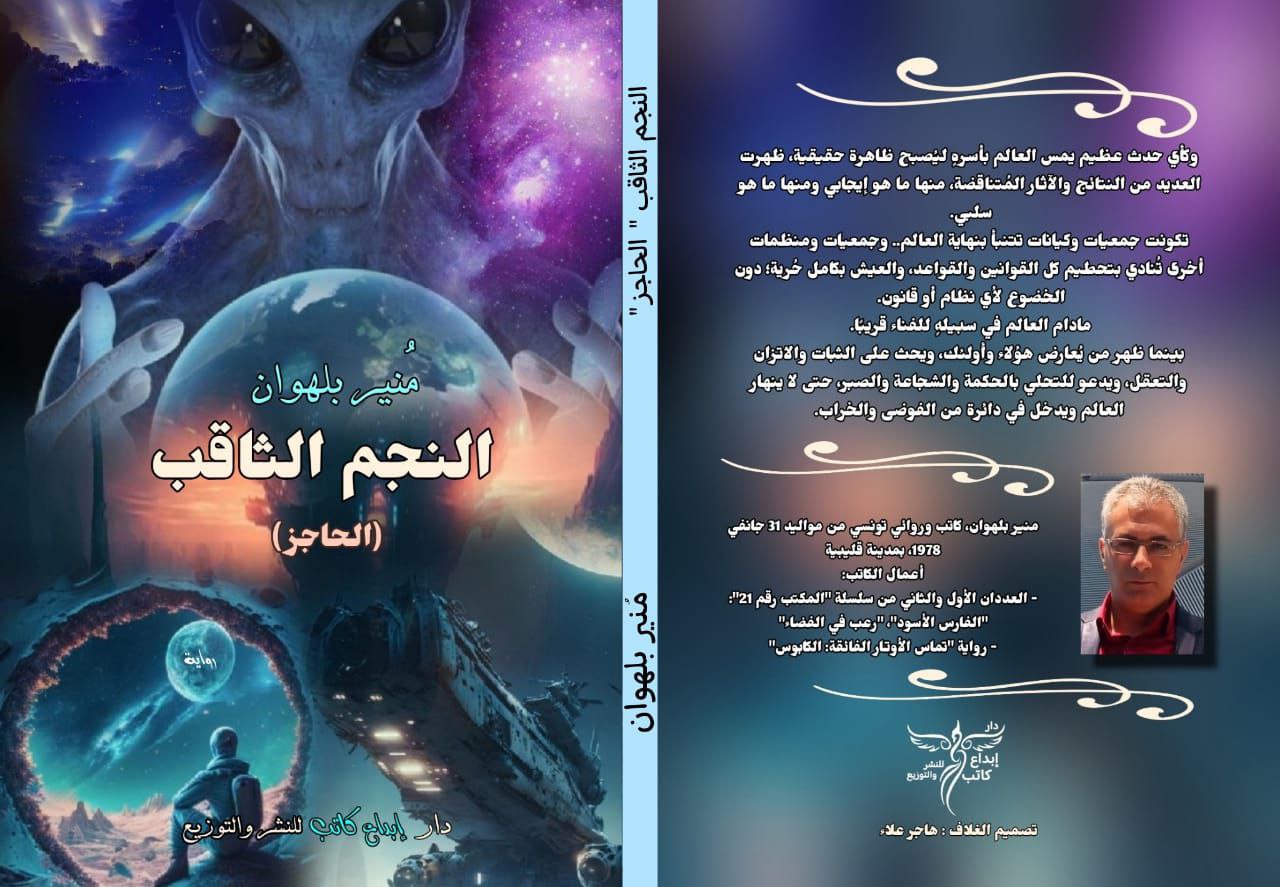 مُنير بلهوان
النجم الثاقب
(الحاجز)
رواية
دار إبداع كاتب للنشر والتوزيع
النجم الثاقب " الحاجز "
مُنير بلهوان
وكأي حدث عظيم يمس العالم بأسرهِ ليُصبح ظاهرة حقيقية، ظهرت
العديد من النتائج والآثار المُتناقضة، منها ما هو إيجابي ومنها ما هو
سلبي.
تكونت جمعيات وكيانات تتنبأ بنهاية العالم.. وجمعيات ومنظمات
أخرى تُنادي بتحطيم كل القوانين والقواعد، والعيش بكامل حُرية؛ دون
الخضوع لأي نظام أو قانون.
مادام العالم في سبيلهِ للفناء قريبًا.
بينما ظهر من يُعارض هؤلاء وأولئك، ويحث على الثبات والاتزان
والتعقل، ويدعو للتحلي بالحكمة والشجاعة والصبر، حتى لا ينهار
العالم ويدخل في دائرة من الفوضى والخراب.
منير بلهوان، كاتب وروائي تونسي من مواليد 31 جانفي
1978، بمدينة قليبية
أعمال الكاتب:
- العددان الأول والثاني من سلسلة "المكتب رقم 21":
"الفارس الأسود"، "رعب في الفضاء"
- رواية "تماس الأوتار الفائقة: الكابوس"
دار
إبداع
كاتب
للنشر
والتوزيع
تصميم الغلاف : هاجر علاء